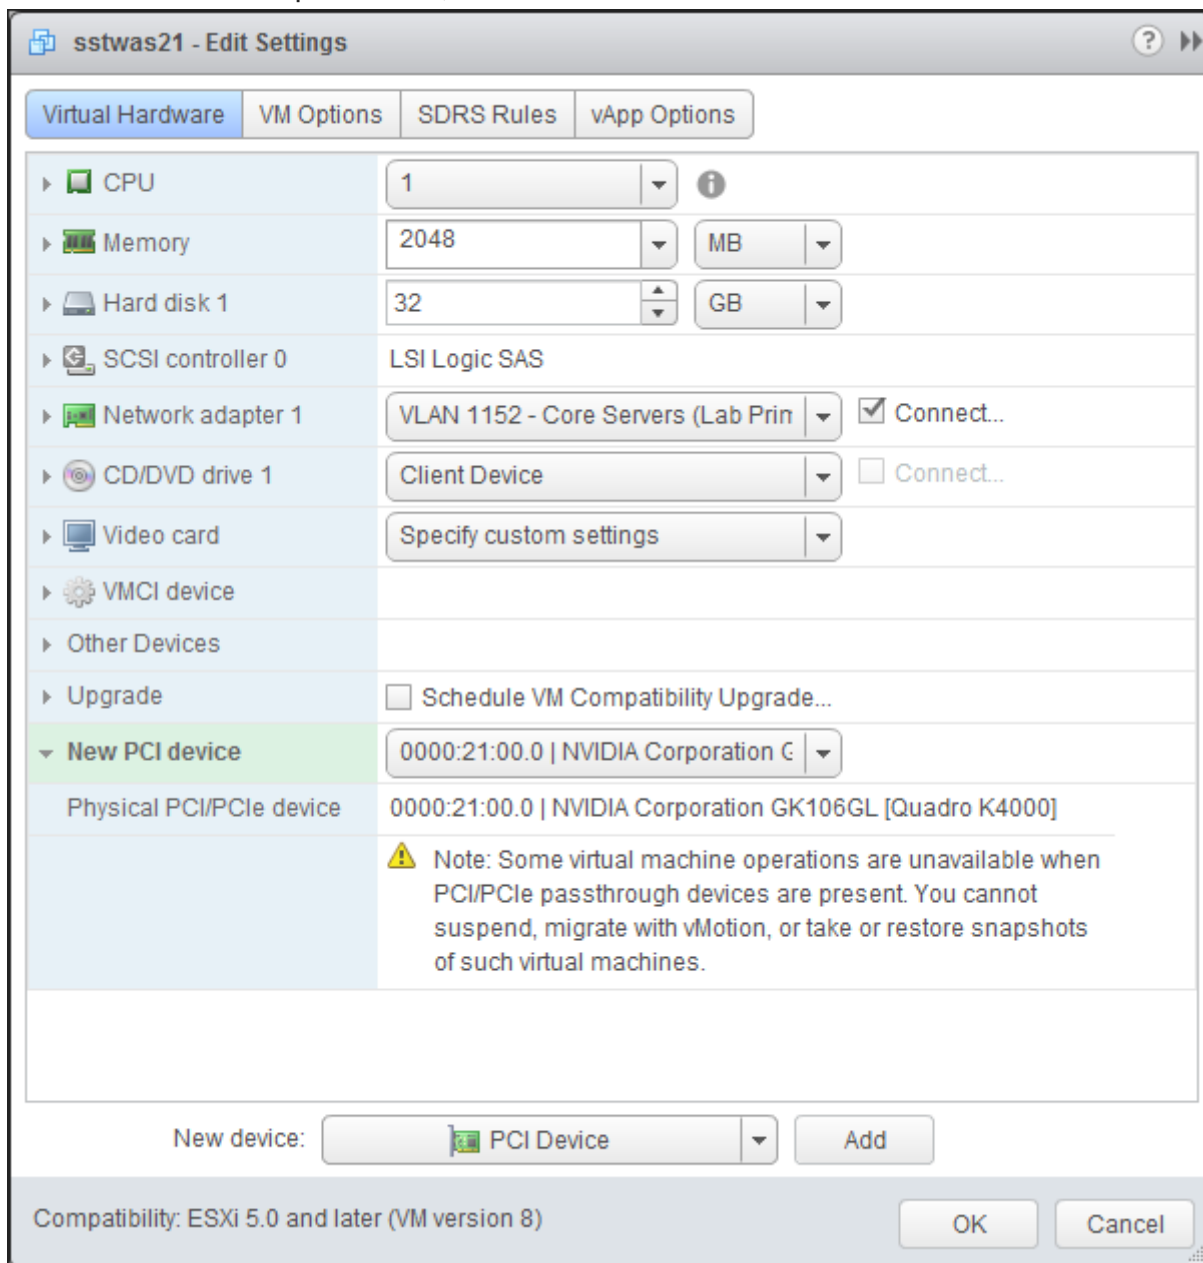 sstwas21 - Edit Settings
Virtual Hardware VM Options SDRS Rules vApp Options
CPU 1
Memory 2048 MB
Hard disk 1 32 GB
SCSI controller 0 LSI Logic SAS
Network adapter 1 VLAN 1152 - Core Servers (Lab Prim Connect...
CD/DVD drive 1 Client Device Connect...
Video card Specify custom settings
VMCI device
Other Devices
Upgrade Schedule VM Compatibility Upgrade...
New PCI device 0000:21:00.0 | NVIDIA Corporation G
Physical PCI/PCIe device 0000:21:00.0 | NVIDIA Corporation GK106GL [Quadro K4000]
Note: Some virtual machine operations are unavailable when
PCI/PCIe passthrough devices are present. You cannot
suspend, migrate with vMotion, or take or restore snapshots
of such virtual machines.
New device: PCI Device Add
Compatibility: ESXi 5.0 and later (VM version 8) OK Cancel